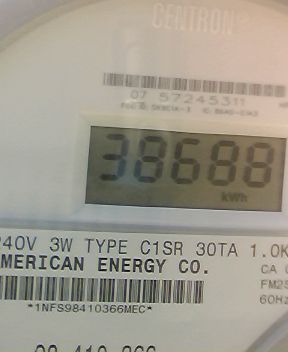 CENTRON
07 57245311
38688
kWh
240V 3W TYPE C1SR 30TA 1.0K
AMERICAN ENERGY CO.
CA
FM2S
60Hz
*1NFS98410366MEC*